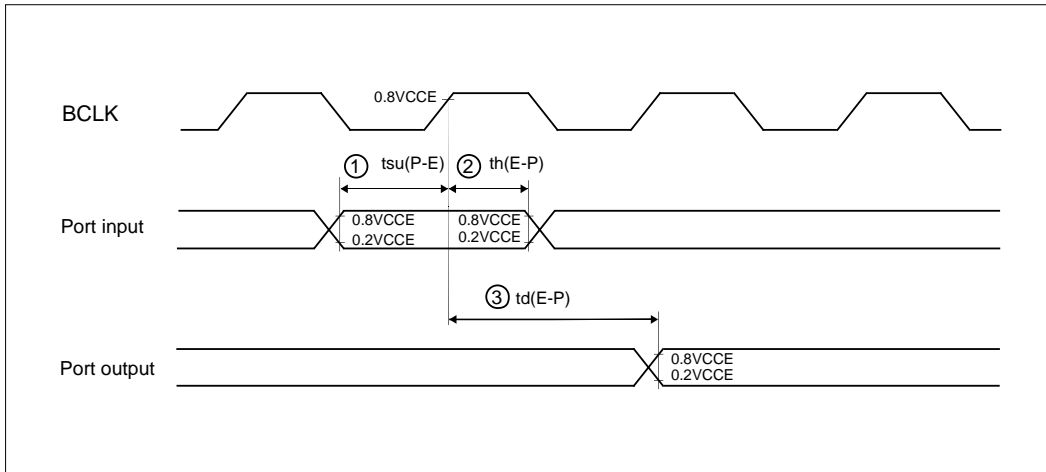 0.8VCCE
BCLK
① tsu(P-E) ② th(E-P)
Port input
0.8VCCE 0.8VCCE
0.2VCCE 0.2VCCE
③ td(E-P)
Port output
0.8VCCE
0.2VCCE